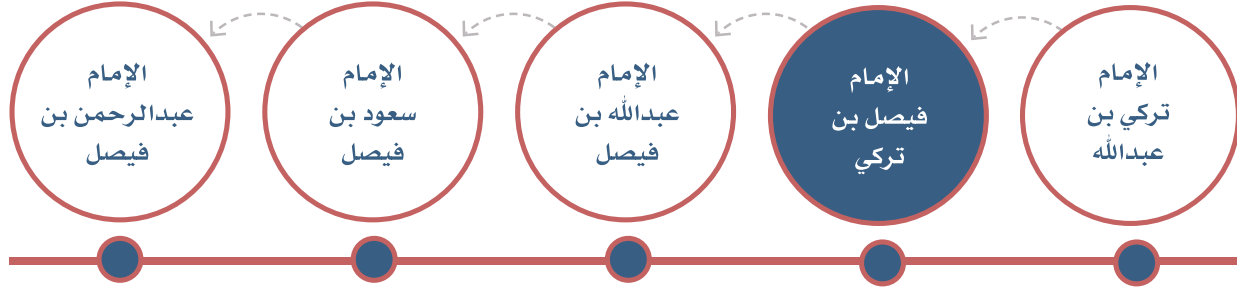 الإمام
تركي بن
عبدالله
الإمام
فيصل بن
تركي
الإمام
عبدالله بن
فيصل
الإمام
سعود بن
فيصل
الإمام
عبدالرحمن بن
فيصل